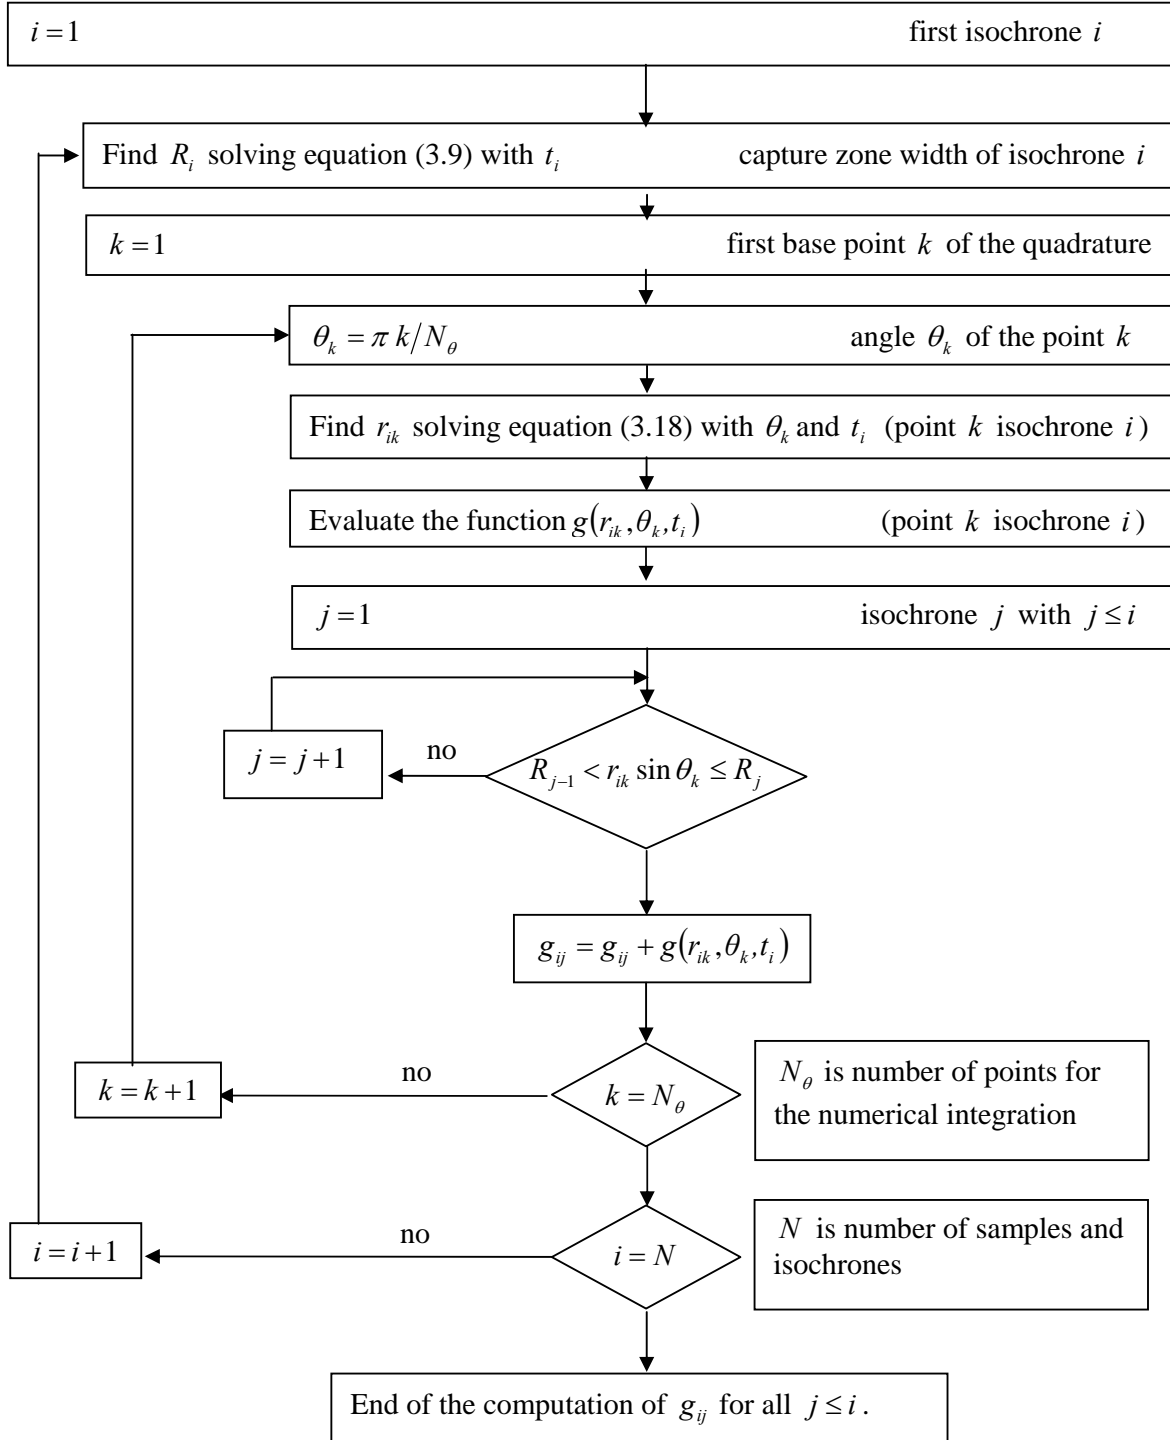 i = 1 first isochrone i
Find R_i solving equation (3.9) with t_i capture zone width of isochrone i
k = 1 first base point k of the quadrature
θ_k = π k/N_θ angle θ_k of the point k
Find r_ik solving equation (3.18) with θ_k and t_i (point k isochrone i)
Evaluate the function g(r_ik, θ_k, t_i) (point k isochrone i)
j = 1 isochrone j with j ≤ i
j = j + 1
no
R_{j−1} < r_ik sin θ_k ≤ R_j
g_ij = g_ij + g(r_ik, θ_k, t_i)
k = k + 1
no
k = N_θ
N_θ is number of points for
the numerical integration
i = i + 1
no
i = N
N is number of samples and
isochrones
End of the computation of g_ij for all j ≤ i .